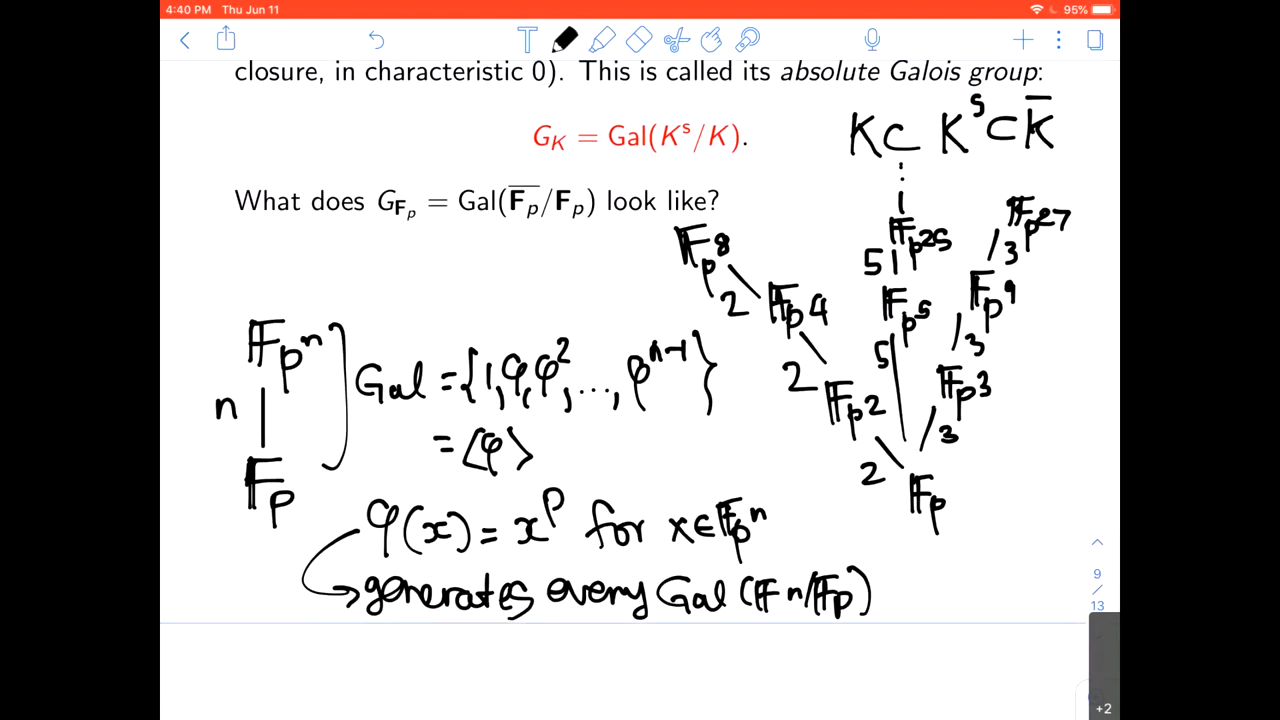 4:40 PM Thu Jun 11
95%
closure, in characteristic 0). This is called its absolute Galois group:
G_K = Gal(K^s/K).
K ⊂ K^s ⊂ K̅
What does G_{F_p} = Gal(F̅_p/F_p) look like?
𝔽_{p^8}
2
𝔽_{p^4}
2
𝔽_{p^2}
2
𝔽_{p^25}
5
𝔽_{p^5}
5
𝔽_{p^27}
3
𝔽_{p^9}
3
𝔽_{p^3}
3
𝔽_p
𝔽_{p^n}
n
𝔽_p
Gal = {1, φ, φ^2, ..., φ^{n-1}}
= ⟨φ⟩
φ(x) = x^p for x ∈ 𝔽_{p^n}
generates every Gal (𝔽_n/𝔽_p)
9
/
13
+2